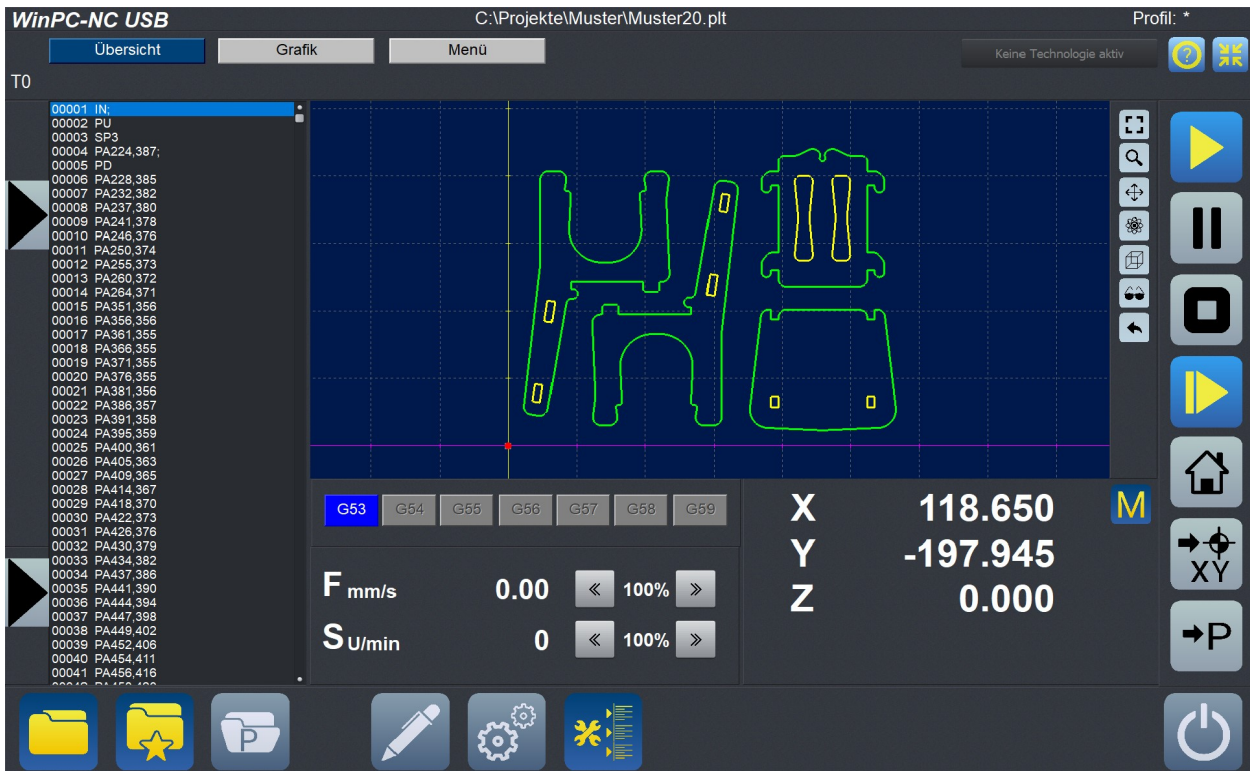 WinPC-NC USB
C:\Projekte\Muster\Muster20.plt
Profil: *
Übersicht
Grafik
Menü
Keine Technologie aktiv
T0
00001 IN;
00002 PU
00003 SP3
00004 PA224,387;
00005 PD
00006 PA228,385
00007 PA232,382
00008 PA237,380
00009 PA241,378
00010 PA246,376
00011 PA250,374
00012 PA255,373
00013 PA260,372
00014 PA264,371
00015 PA351,356
00016 PA356,356
00017 PA361,355
00018 PA366,355
00019 PA371,355
00020 PA376,355
00021 PA381,356
00022 PA386,357
00023 PA391,358
00024 PA395,359
00025 PA400,361
00026 PA405,363
00027 PA409,365
00028 PA414,367
00029 PA418,370
00030 PA422,373
00031 PA426,376
00032 PA430,379
00033 PA434,382
00034 PA437,386
00035 PA441,390
00036 PA444,394
00037 PA447,398
00038 PA449,402
00039 PA452,406
00040 PA454,411
00041 PA456,416
G53 G54 G55 G56 G57 G58 G59
F mm/s 0.00 100%
S U/min 0 100%
X 118.650
Y -197.945
Z 0.000
M
XY
P
P